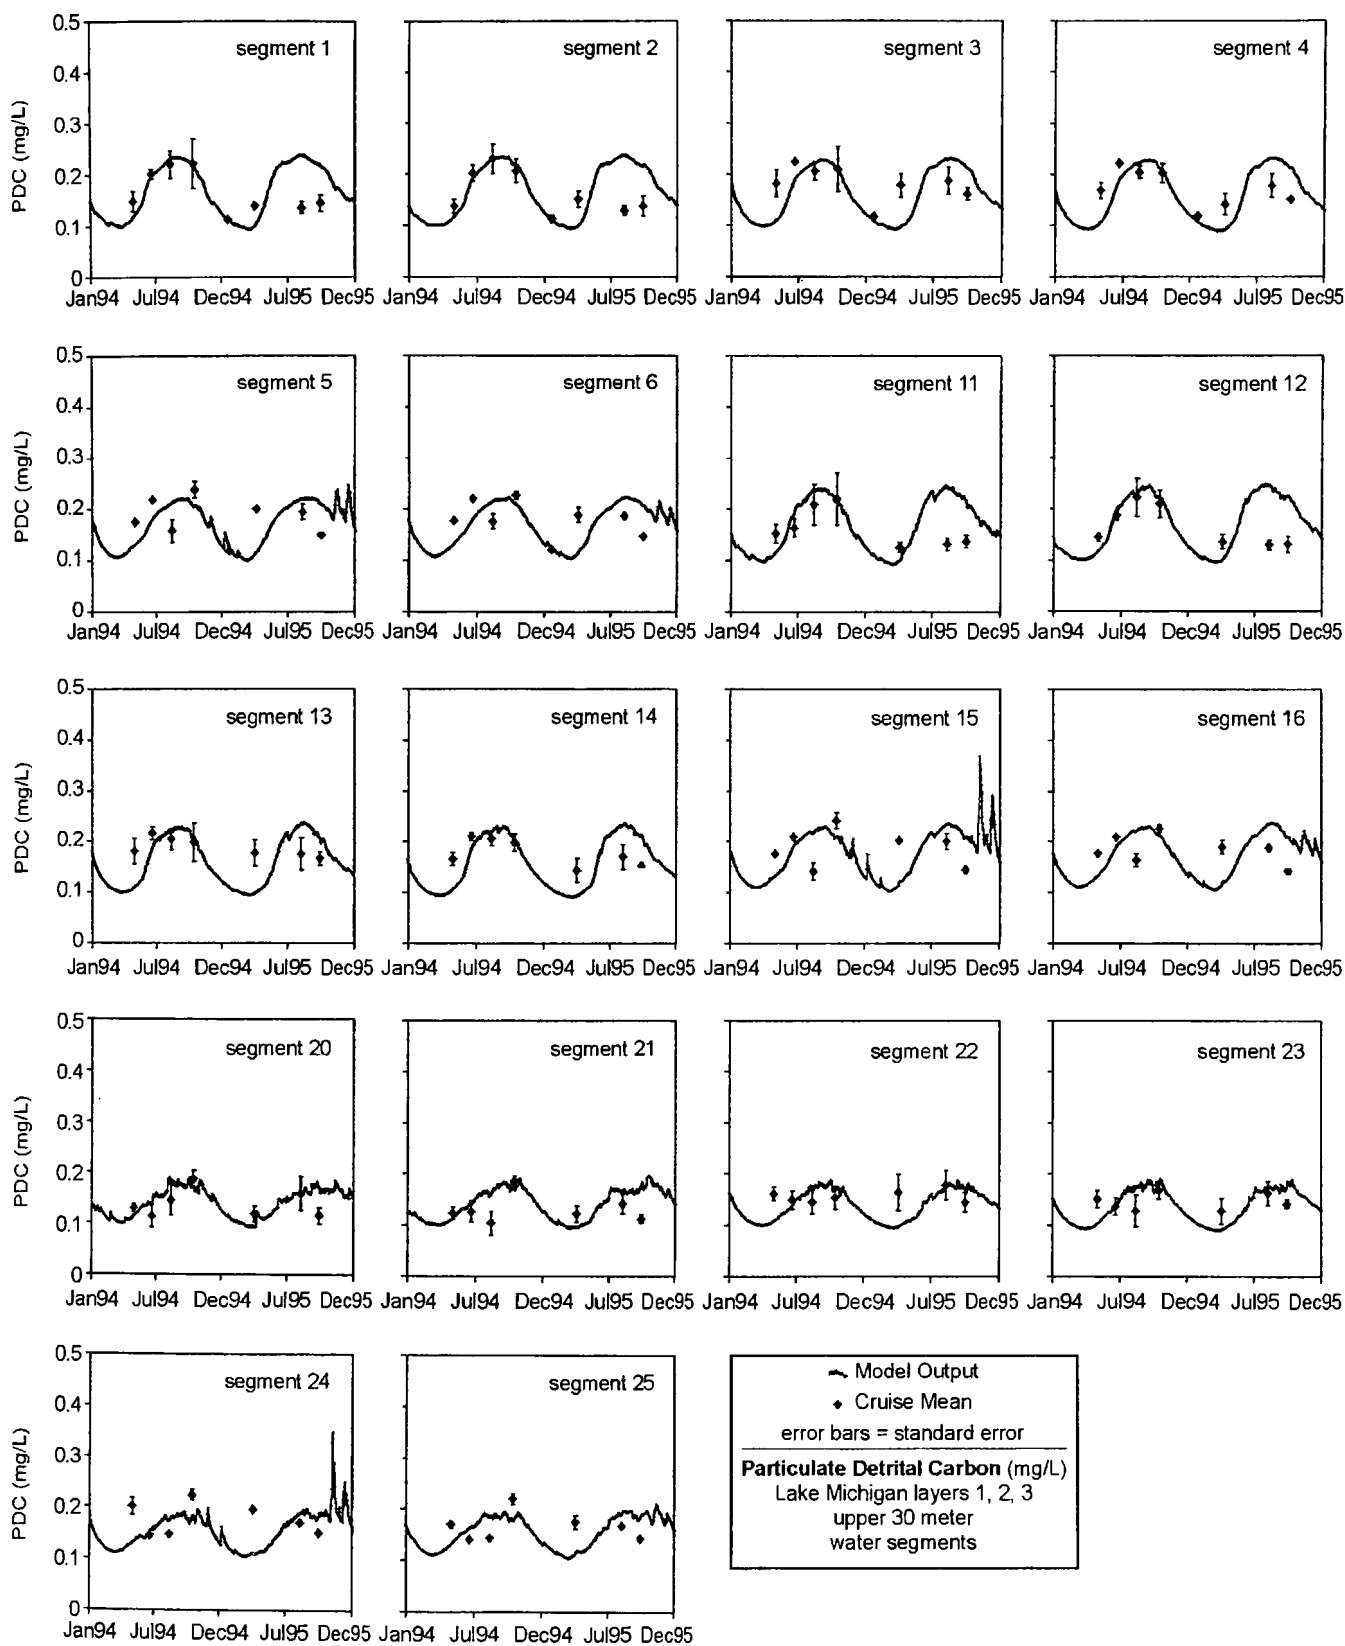 0.5
segment 1
segment 2
segment 3
segment 4
0.4
0.3
PDC (mg/L)
0.2
0.1
0
Jan94 Jul94 Dec94 Jul95 Dec95
Jan94 Jul94 Dec94 Jul95 Dec95
Jan94 Jul94 Dec94 Jul95 Dec95
Jan94 Jul94 Dec94 Jul95 Dec95
0.5
segment 5
segment 6
segment 11
segment 12
0.4
0.3
PDC (mg/L)
0.2
0.1
0
Jan94 Jul94 Dec94 Jul95 Dec95
Jan94 Jul94 Dec94 Jul95 Dec95
Jan94 Jul94 Dec94 Jul95 Dec95
Jan94 Jul94 Dec94 Jul95 Dec95
0.5
segment 13
segment 14
segment 15
segment 16
0.4
0.3
PDC (mg/L)
0.2
0.1
0
Jan94 Jul94 Dec94 Jul95 Dec95
Jan94 Jul94 Dec94 Jul95 Dec95
Jan94 Jul94 Dec94 Jul95 Dec95
Jan94 Jul94 Dec94 Jul95 Dec95
0.5
segment 20
segment 21
segment 22
segment 23
0.4
0.3
PDC (mg/L)
0.2
0.1
0
Jan94 Jul94 Dec94 Jul95 Dec95
Jan94 Jul94 Dec94 Jul95 Dec95
Jan94 Jul94 Dec94 Jul95 Dec95
Jan94 Jul94 Dec94 Jul95 Dec95
0.5
segment 24
segment 25
0.4
0.3
PDC (mg/L)
0.2
0.1
0
Jan94 Jul94 Dec94 Jul95 Dec95
Jan94 Jul94 Dec94 Jul95 Dec95
Model Output
Cruise Mean
error bars = standard error
Particulate Detrital Carbon (mg/L)
Lake Michigan layers 1, 2, 3
upper 30 meter
water segments